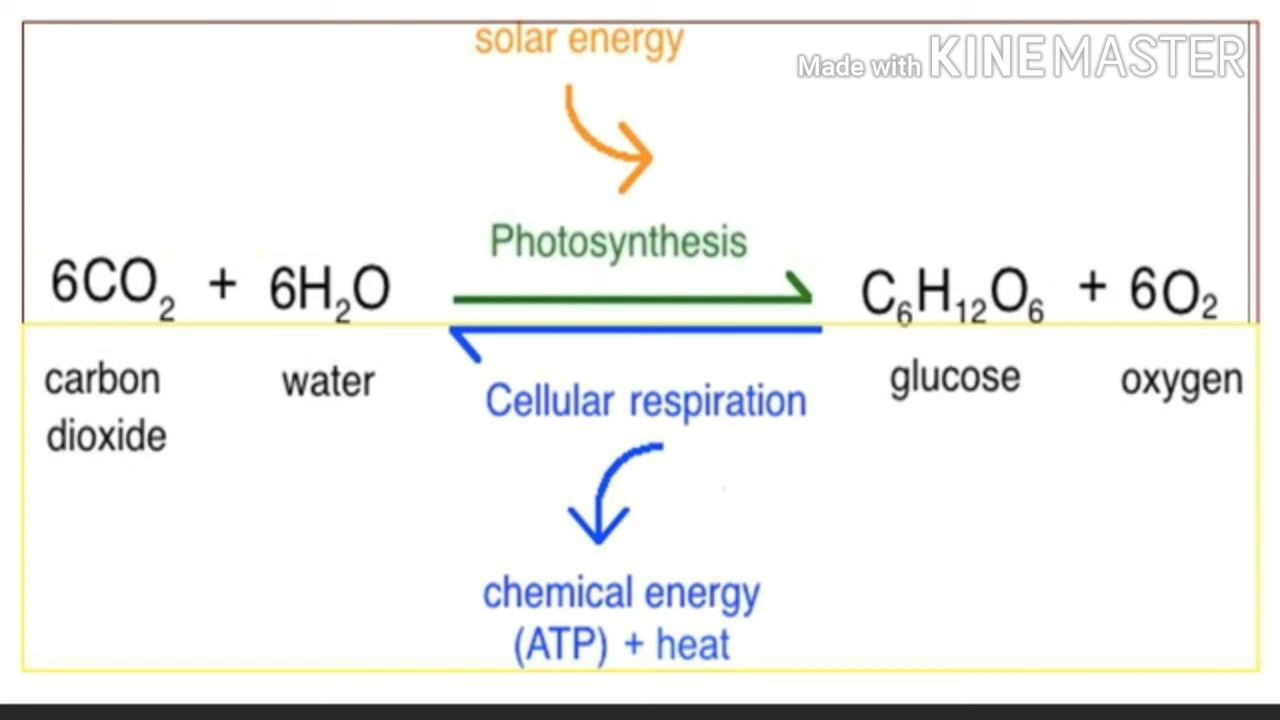 solar energy
Made with KINEMASTER
Photosynthesis
6CO₂ + 6H₂O C₆H₁₂O₆ + 6O₂
carbon dioxide
water
glucose
oxygen
Cellular respiration
chemical energy
(ATP) + heat